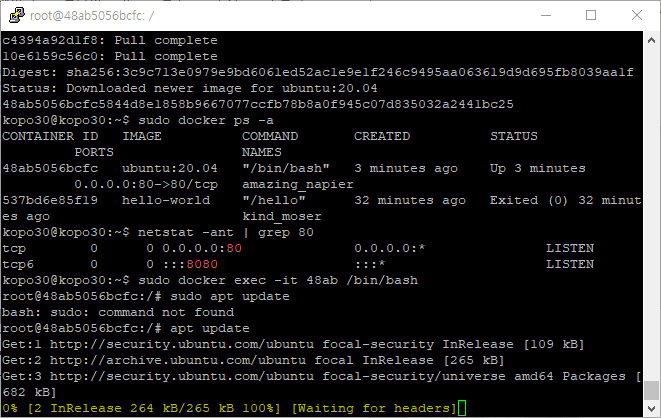 root@48ab5056bcfc: /
c4394a92d1f8: Pull complete
10e6159c56c0: Pull complete
Digest: sha256:3c9c713e0979e9bd6061ed52ac1e9e1f246c9495aa063619d9d695fb8039aa1f
Status: Downloaded newer image for ubuntu:20.04
48ab5056bcfc5844d8e1858b9667077ccfb78b8a0f945c07d835032a2441bc25
kopo30@kopo30:~$ sudo docker ps -a
CONTAINER ID   IMAGE          COMMAND       CREATED          STATUS
         PORTS                NAMES
48ab5056bcfc   ubuntu:20.04   "/bin/bash"   3 minutes ago    Up 3 minutes
         0.0.0.0:80->80/tcp   amazing_napier
537bd6e85f19   hello-world    "/hello"      32 minutes ago   Exited (0) 32 minut
es ago                        kind_moser
kopo30@kopo30:~$ netstat -ant | grep 80
tcp        0      0 0.0.0.0:80              0.0.0.0:*               LISTEN
tcp6       0      0 :::8080                 :::*                    LISTEN
kopo30@kopo30:~$ sudo docker exec -it 48ab /bin/bash
root@48ab5056bcfc:/# sudo apt update
bash: sudo: command not found
root@48ab5056bcfc:/# apt update
Get:1 http://security.ubuntu.com/ubuntu focal-security InRelease [109 kB]
Get:2 http://archive.ubuntu.com/ubuntu focal InRelease [265 kB]
Get:3 http://security.ubuntu.com/ubuntu focal-security/universe amd64 Packages [
682 kB]
0% [2 InRelease 264 kB/265 kB 100%] [Waiting for headers]